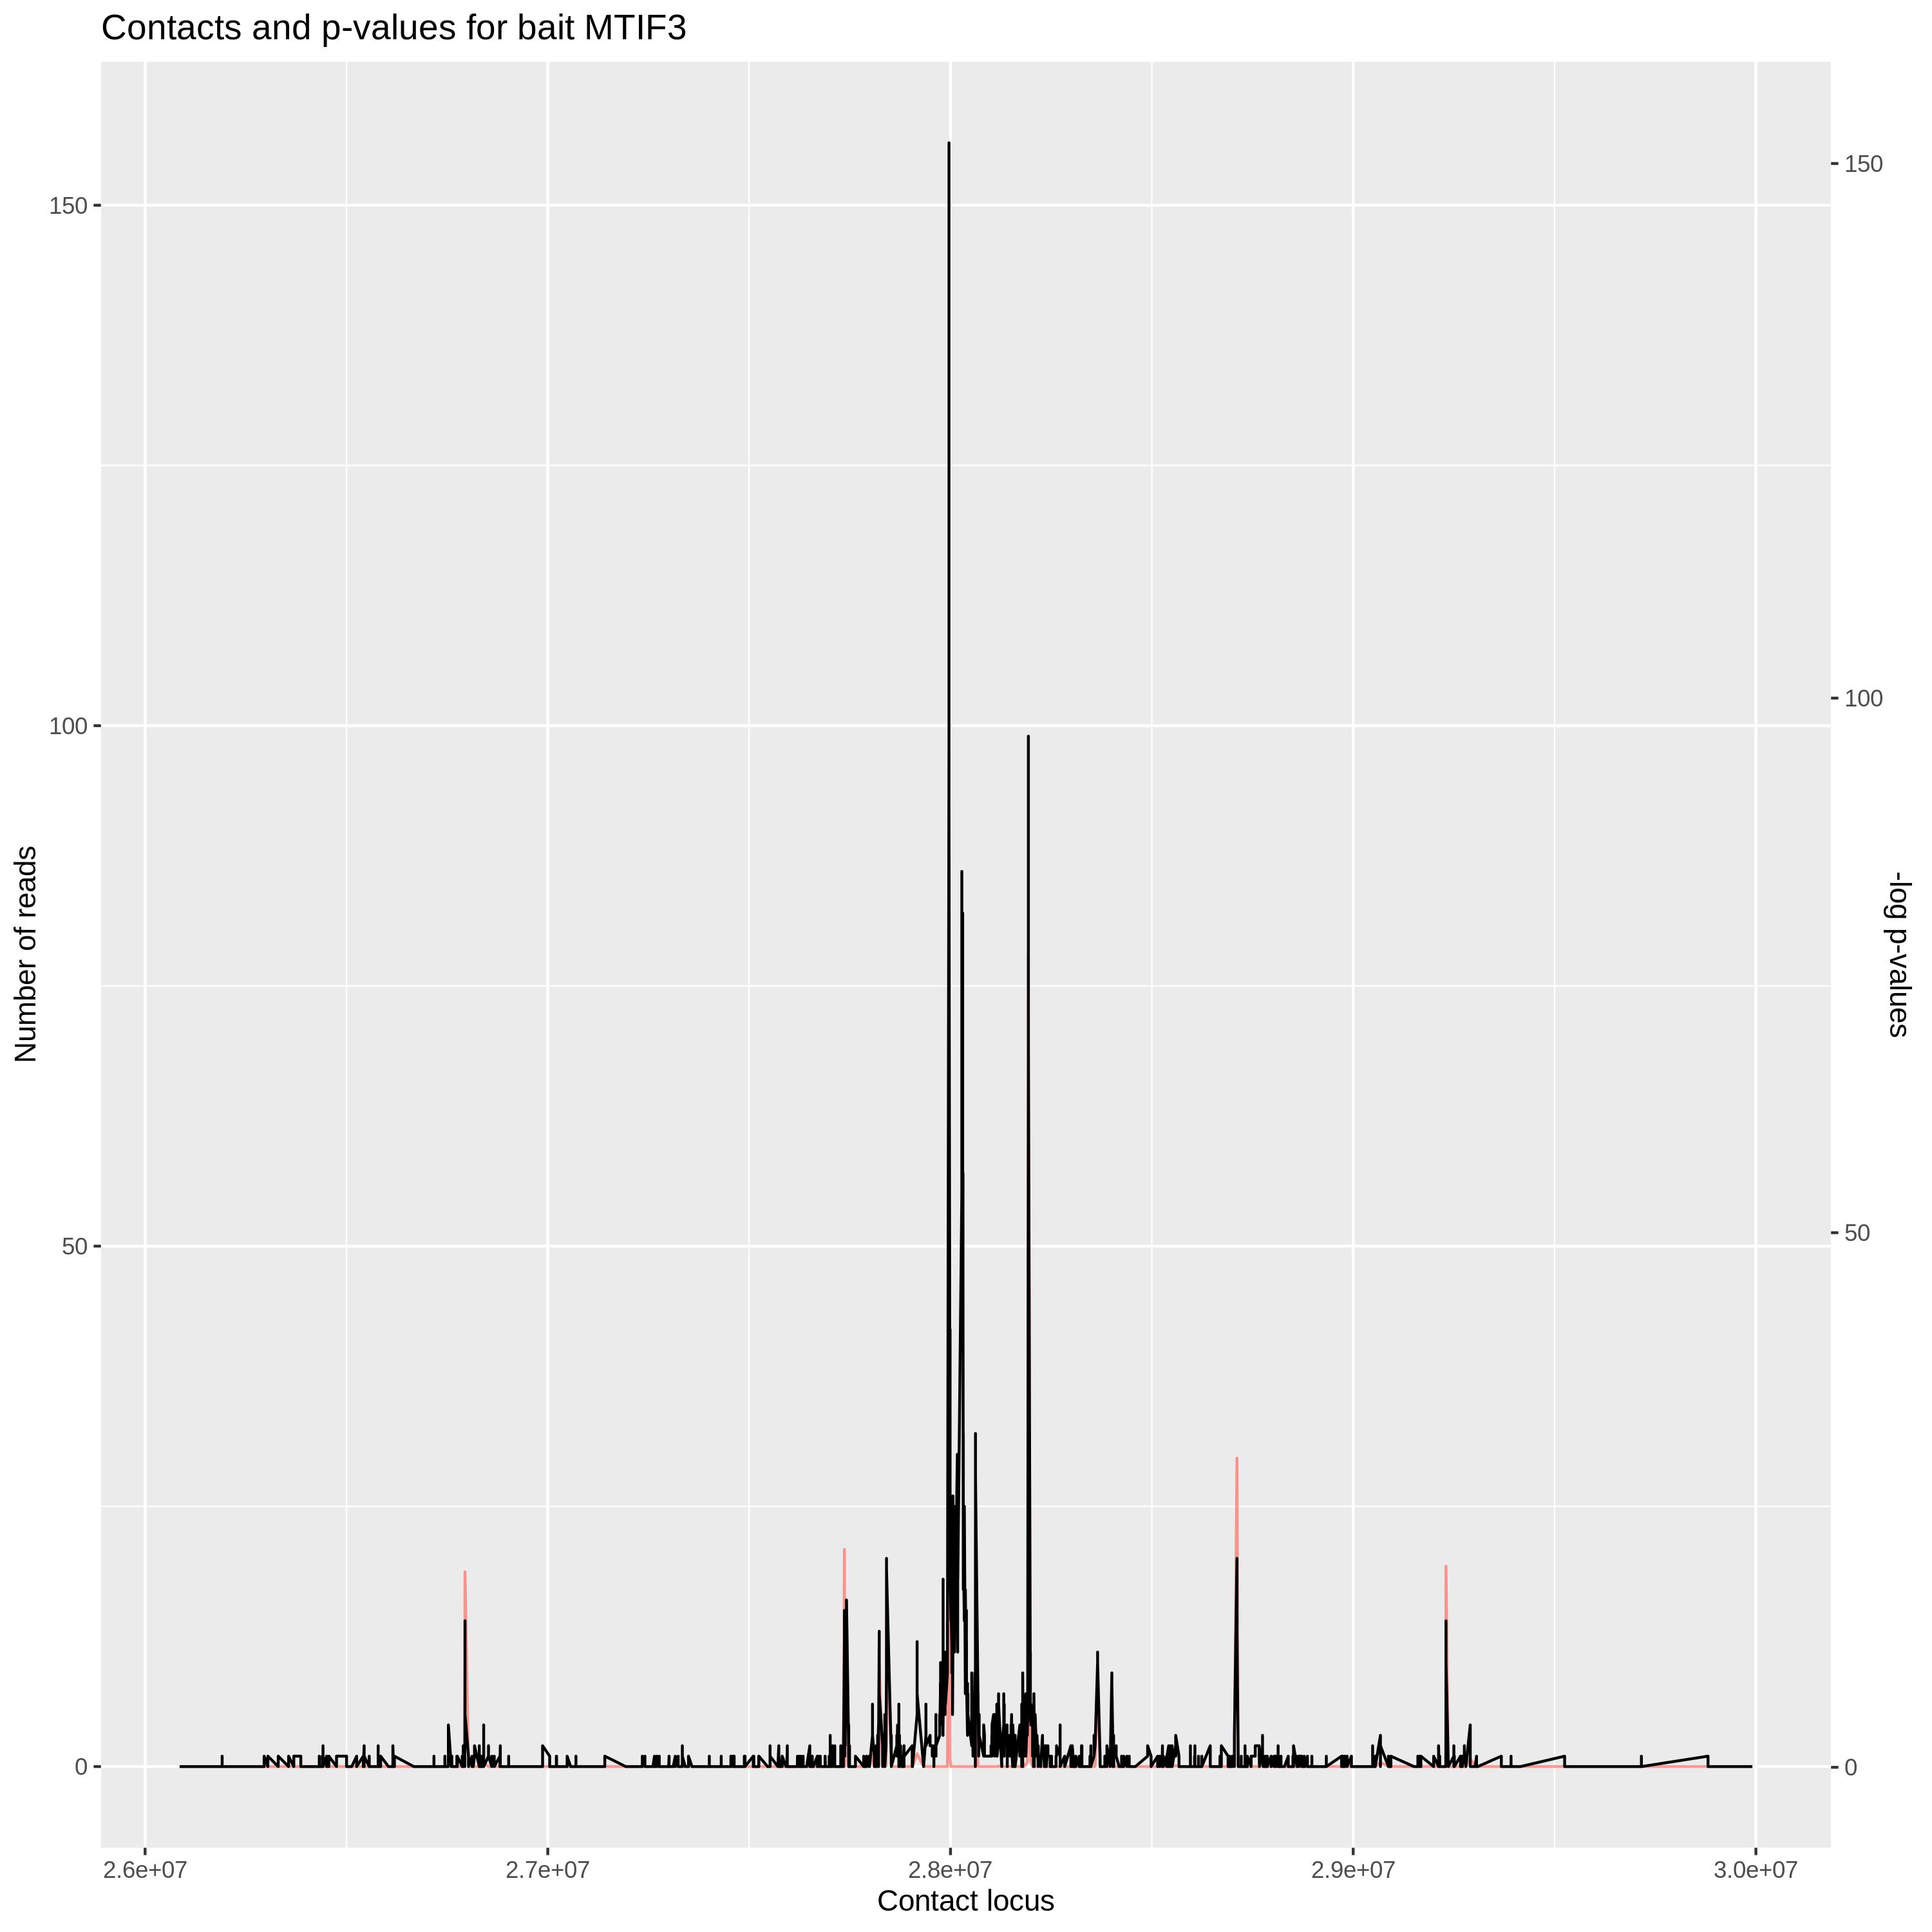 Contacts and p-values for bait MTIF3
150
100
50
0
Number of reads
150
100
50
0
-log p-values
2.6e+07 2.7e+07 2.8e+07 2.9e+07 3.0e+07
Contact locus